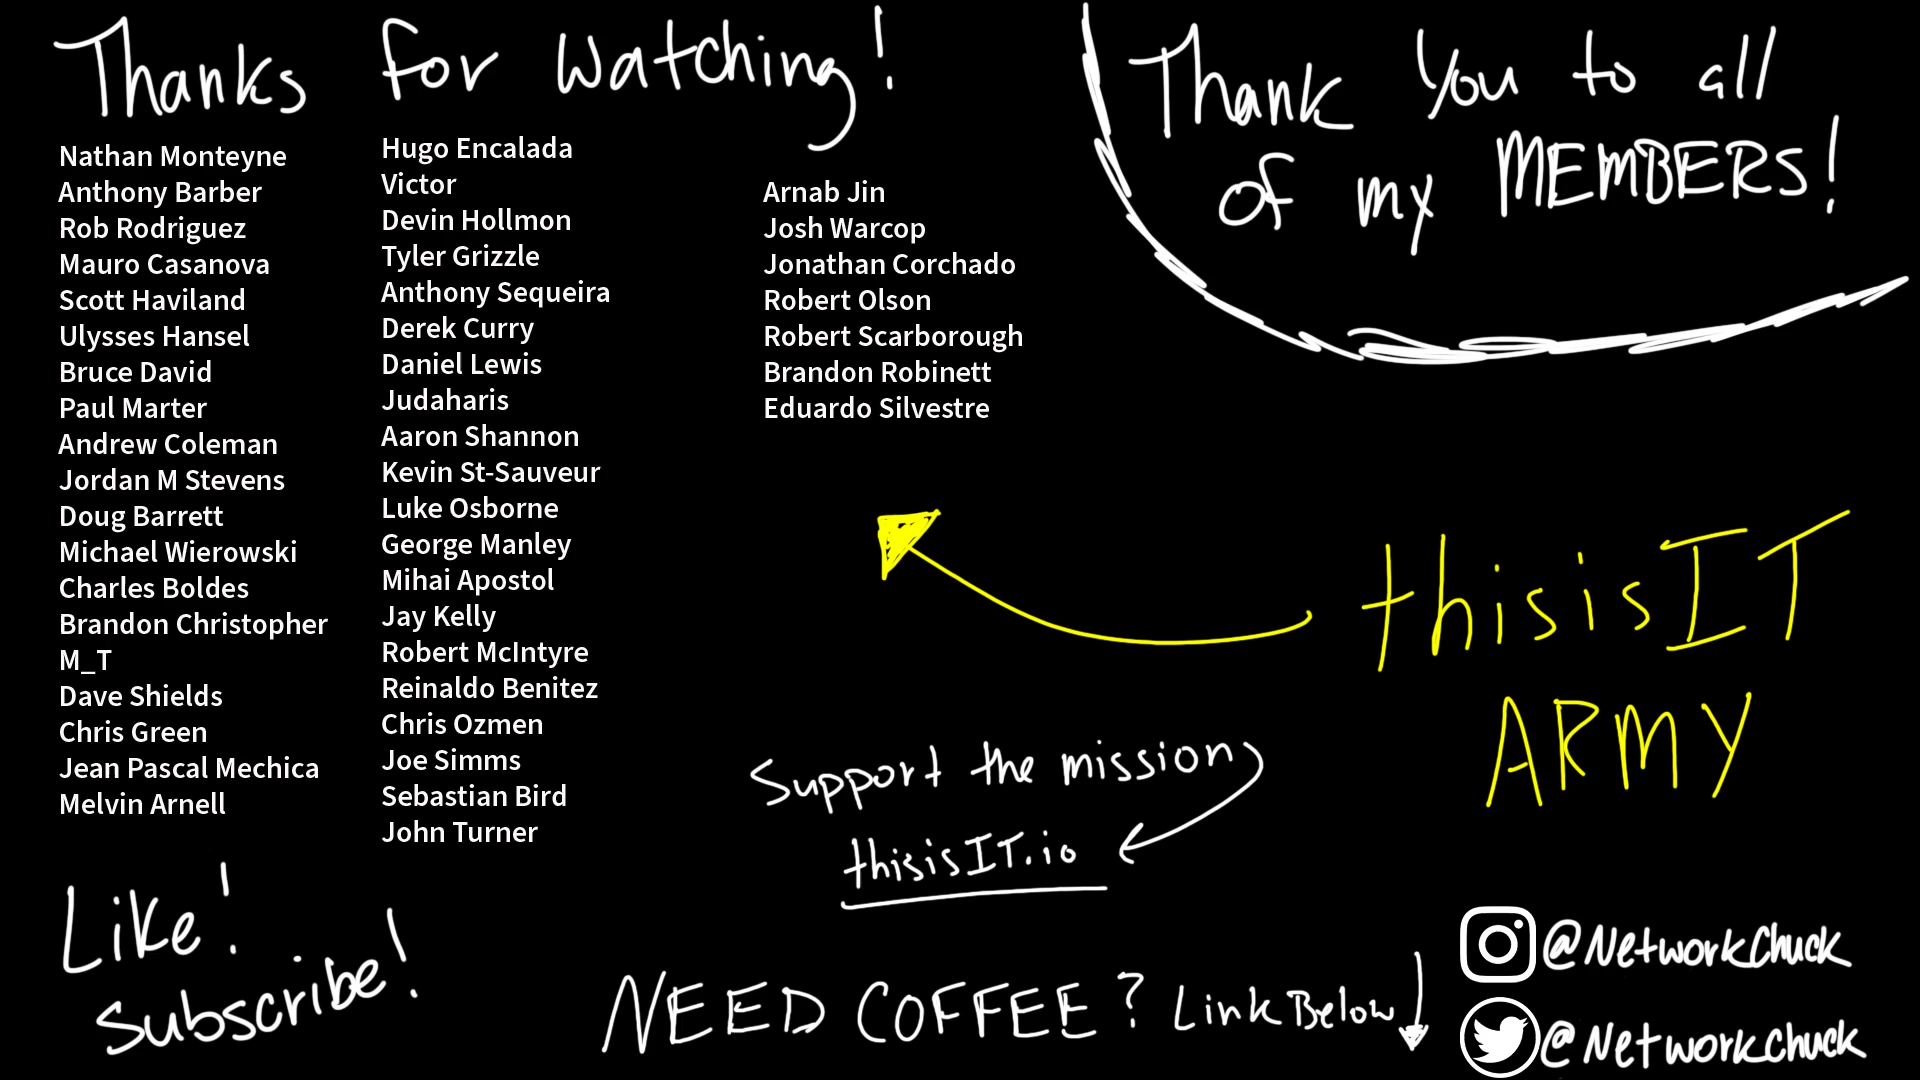 Thanks for watching!
Nathan Monteyne
Anthony Barber
Rob Rodriguez
Mauro Casanova
Scott Haviland
Ulysses Hansel
Bruce David
Paul Marter
Andrew Coleman
Jordan M Stevens
Doug Barrett
Michael Wierowski
Charles Boldes
Brandon Christopher
M_T
Dave Shields
Chris Green
Jean Pascal Mechica
Melvin Arnell
Hugo Encalada
Victor
Devin Hollmon
Tyler Grizzle
Anthony Sequeira
Derek Curry
Daniel Lewis
Judaharis
Aaron Shannon
Kevin St-Sauveur
Luke Osborne
George Manley
Mihai Apostol
Jay Kelly
Robert McIntyre
Reinaldo Benitez
Chris Ozmen
Joe Simms
Sebastian Bird
John Turner
Arnab Jin
Josh Warcop
Jonathan Corchado
Robert Olson
Robert Scarborough
Brandon Robinett
Eduardo Silvestre
Thank You to all
of my MEMBERS!
thisisIT
ARMY
Support the mission
thisisIT.io
Like!
Subscribe!
NEED COFFEE? Link Below
@NetworkChuck
@NetworkChuck